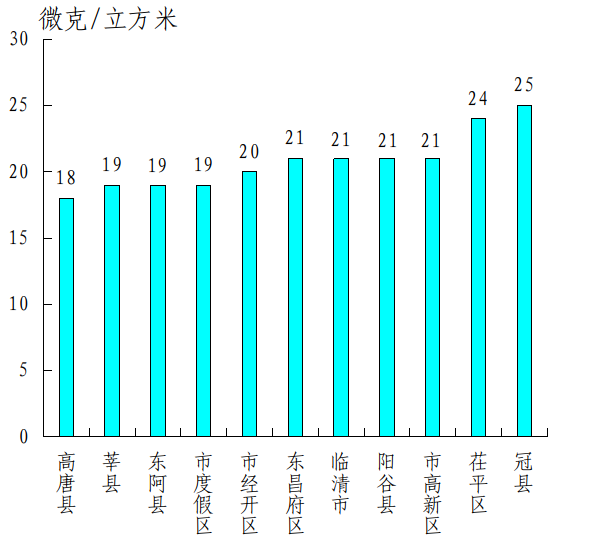 微克/立方米
30
25
20
15
10
5
0
18
19
19
19
20
21
21
21
21
24
25
高唐县
莘县
东阿县
市度假区
市经开区
东昌府区
临清市
阳谷县
市高新区
茌平区
冠县